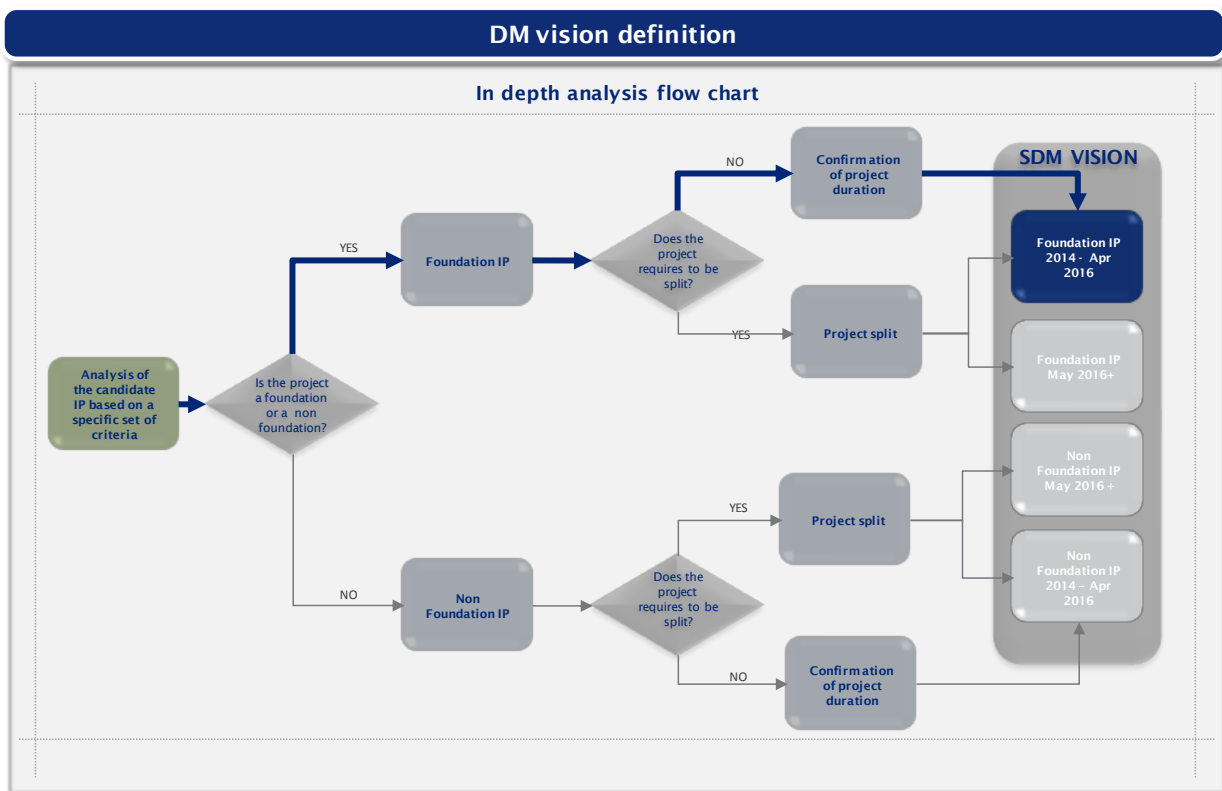 DM vision definition
In depth analysis flow chart
SDM VISION
NO
Confirmation
of project
duration
YES
Foundation IP
Does the
project
requires to be
split?
Foundation IP
2014 - Apr
2016
YES
Project split
Foundation IP
May 2016+
Analysis of
the candidate
IP based on a
specific set of
criteria
Is the project
a foundation
or a non
foundation?
Non
Foundation IP
May 2016 +
YES
Project split
Non
Foundation IP
2014 – Apr
2016
NO
Non
Foundation IP
Does the
project
requires to be
split?
NO
Confirmation
of project
duration